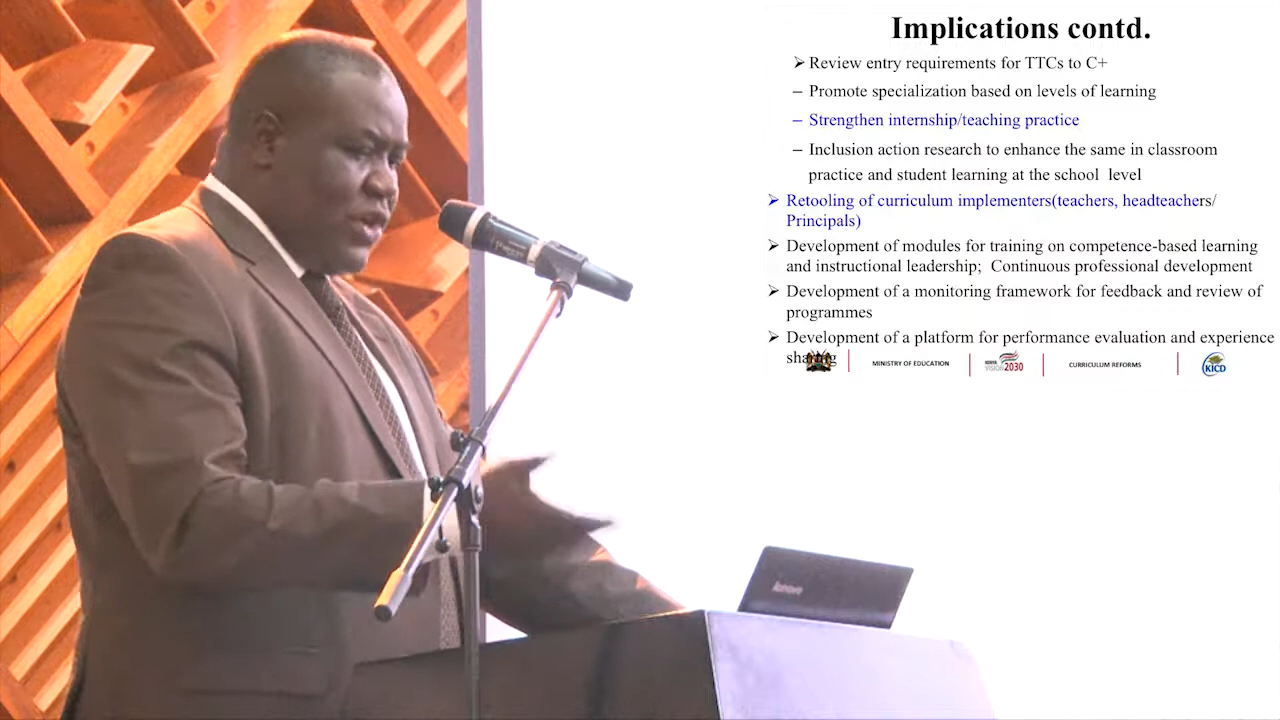 Implications contd.
➢ Review entry requirements for TTCs to C+
– Promote specialization based on levels of learning
– Strengthen internship/teaching practice
– Inclusion action research to enhance the same in classroom
practice and student learning at the school level
➢ Retooling of curriculum implementers(teachers, headteachers/
Principals)
➢ Development of modules for training on competence-based learning
and instructional leadership; Continuous professional development
➢ Development of a monitoring framework for feedback and review of
programmes
➢ Development of a platform for performance evaluation and experience
sharing
MINISTRY OF EDUCATION
KENYA
VISION 2030
CURRICULUM REFORMS
KICD
lenovo